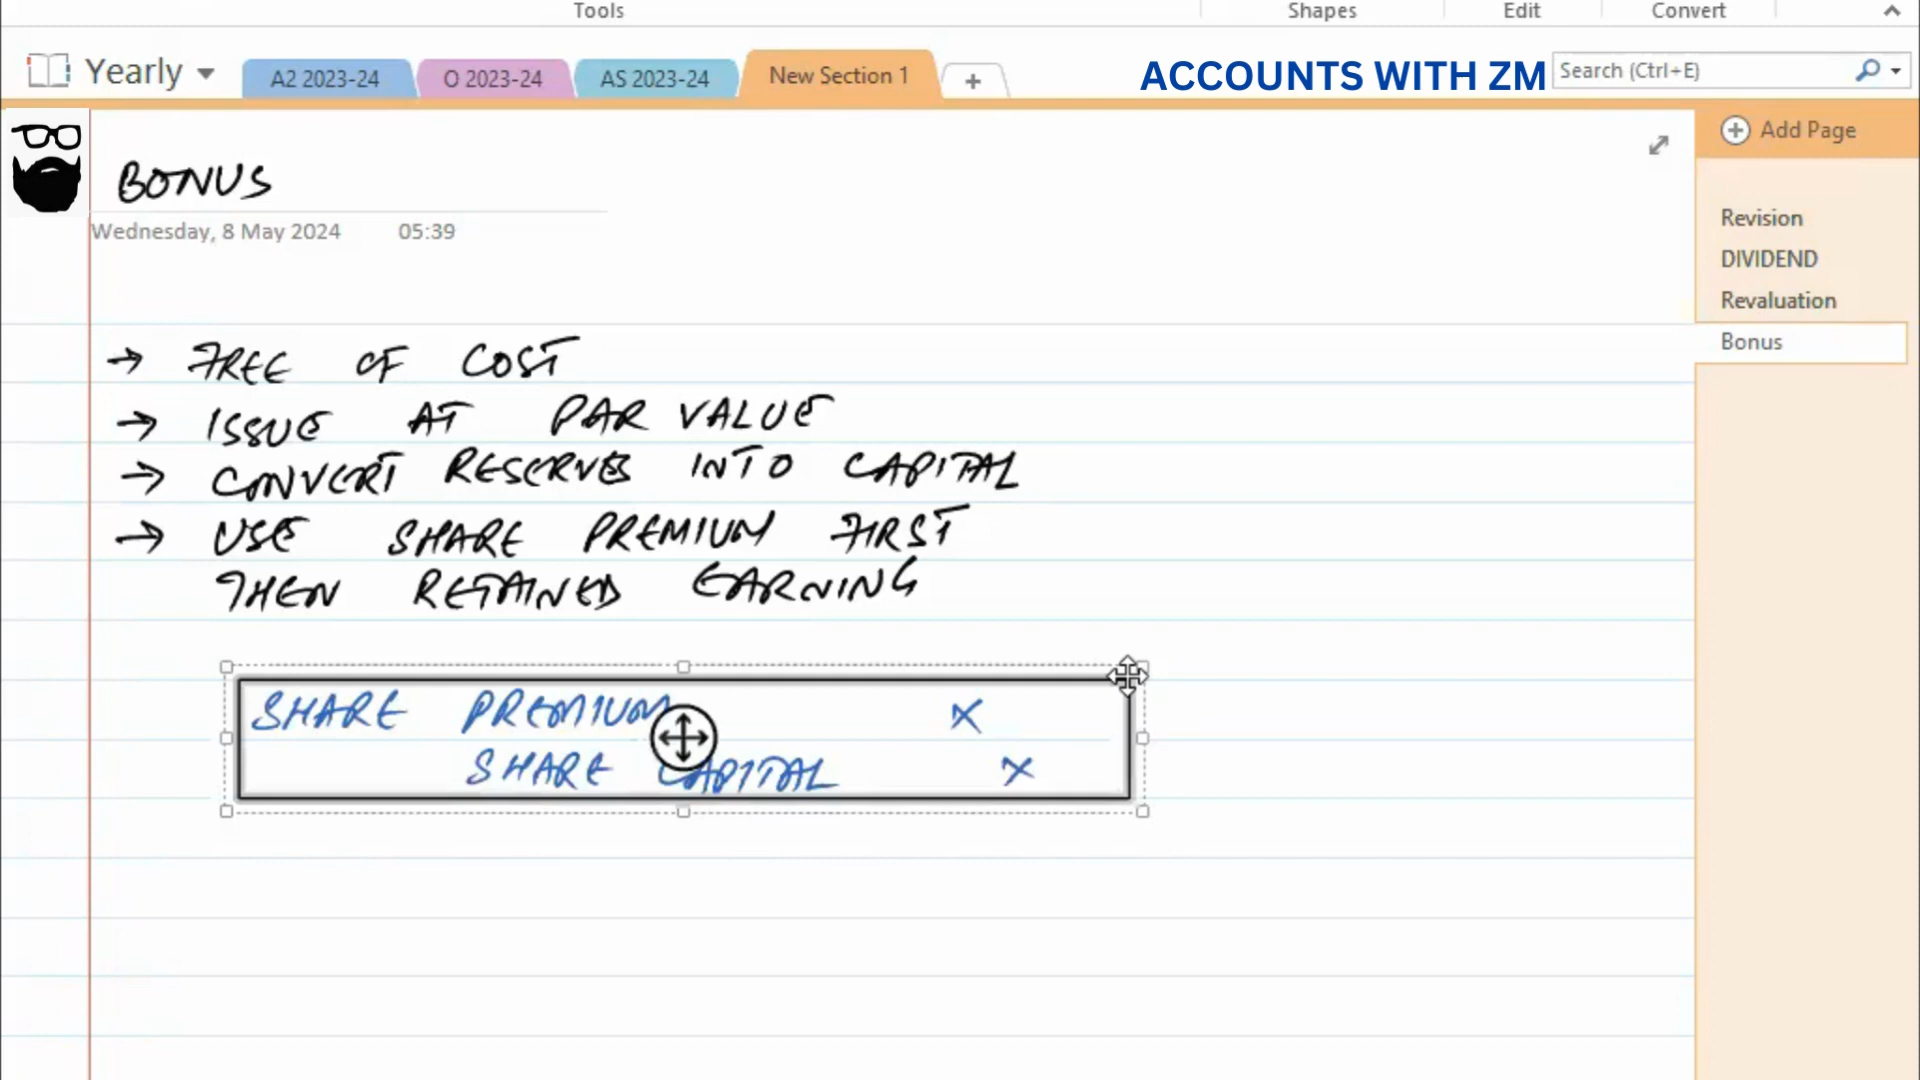 Tools Shapes Edit Convert
Yearly A2 2023-24 O 2023-24 AS 2023-24 New Section 1 + ACCOUNTS WITH ZM Search (Ctrl+E)
Add Page
BONUS
Wednesday, 8 May 2024 05:39
Revision
DIVIDEND
Revaluation
Bonus
→ FREE OF COST
→ ISSUE AT PAR VALUE
→ CONVERT RESERVES INTO CAPITAL
→ USE SHARE PREMIUM FIRST
THEN RETAINED EARNING
SHARE PREMIUM X
SHARE CAPITAL X